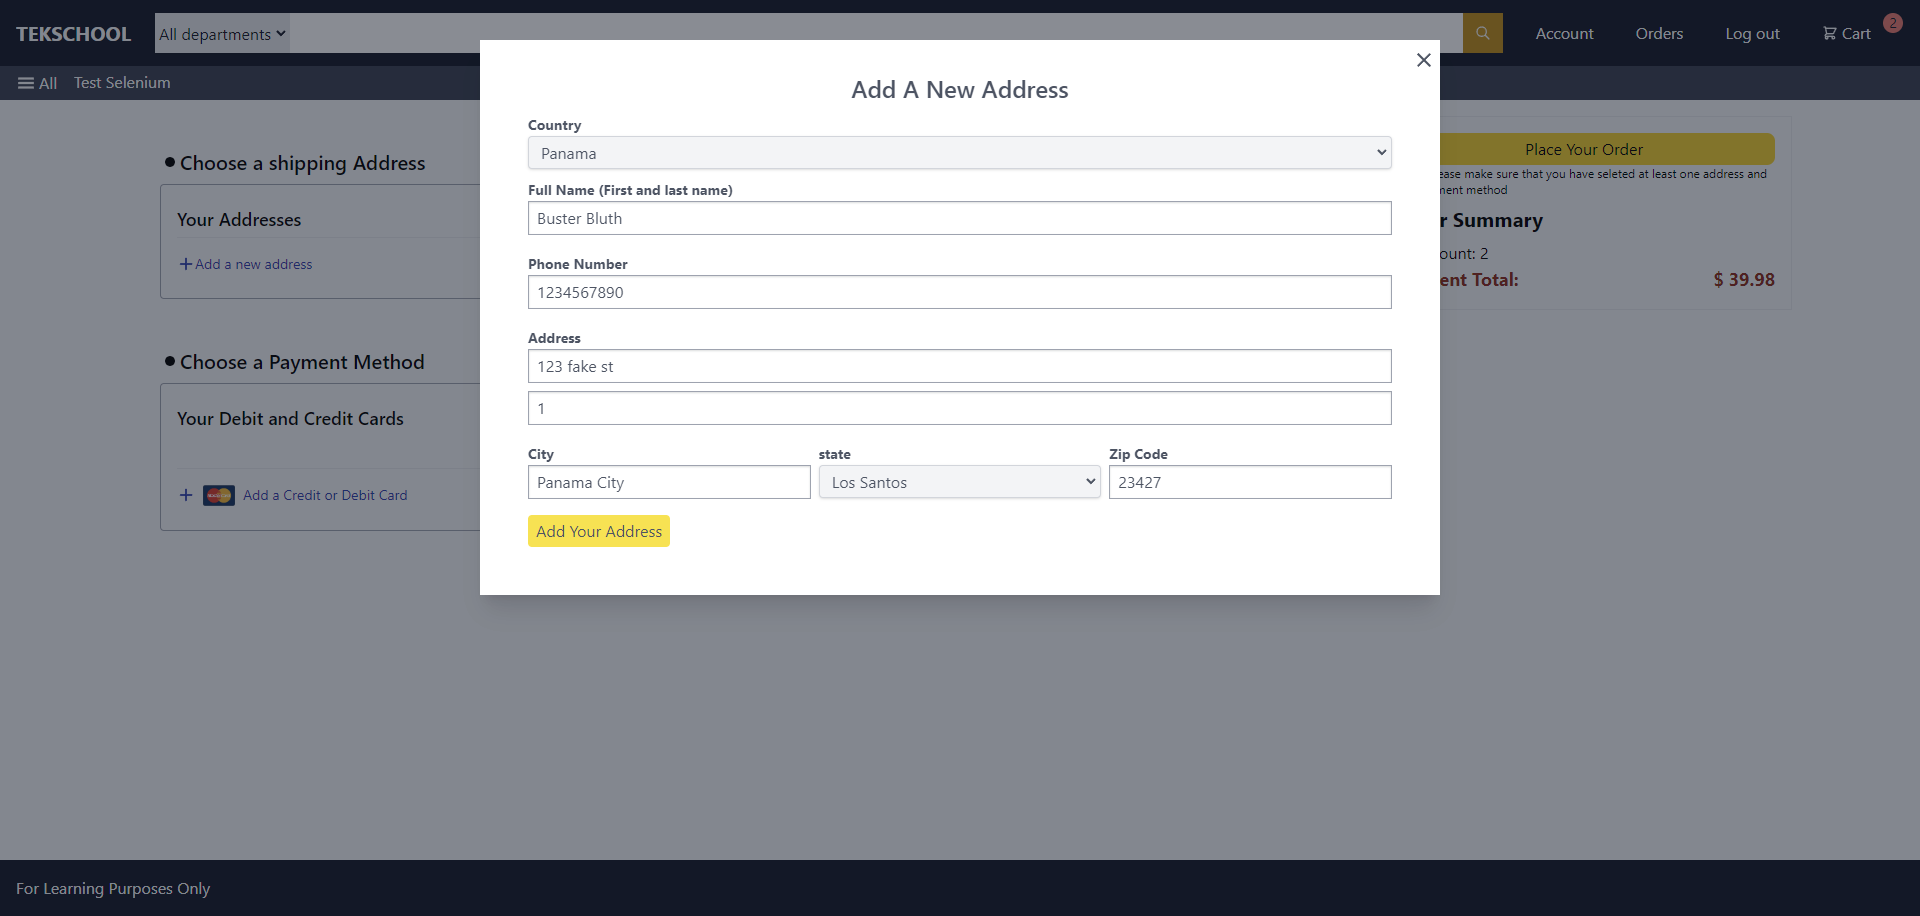 TEKSCHOOL
All departments
Account
Orders
Log out
Cart
2
All
Test Selenium
Add A New Address
Country
Panama
Full Name (First and last name)
Buster Bluth
Phone Number
1234567890
Address
123 fake st
1
City
state
Zip Code
Panama City
Los Santos
23427
Add Your Address
Choose a shipping Address
Your Addresses
Add a new address
Choose a Payment Method
Your Debit and Credit Cards
Add a Credit or Debit Card
Place Your Order
make sure that you have seleted at least one address and
method
Summary
2
Total:
$ 39.98
For Learning Purposes Only